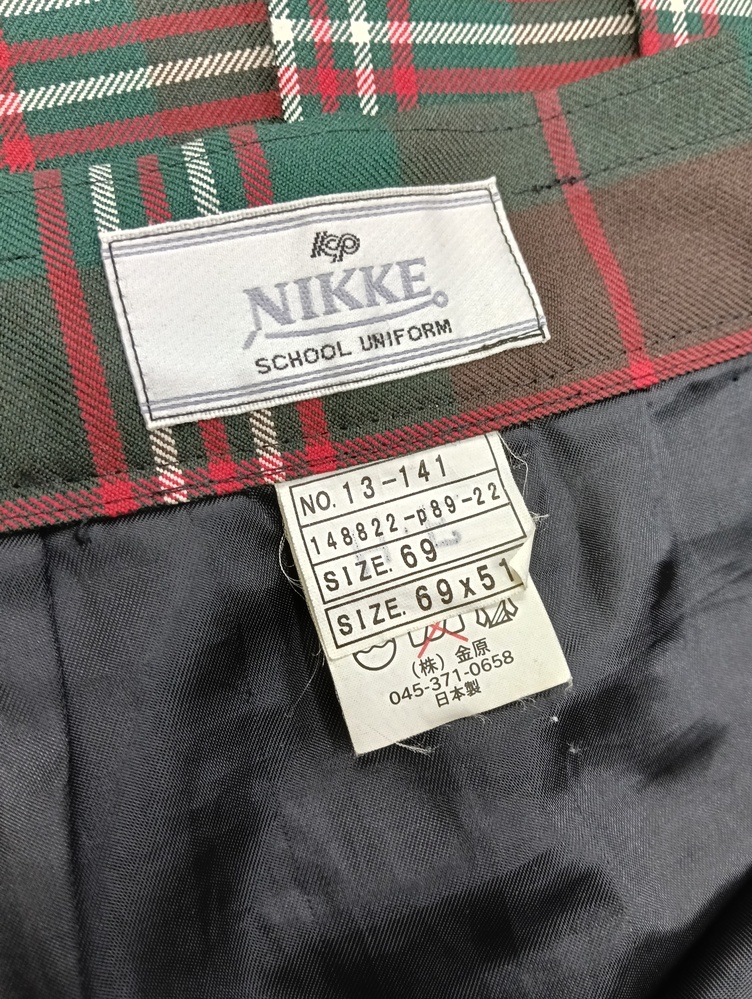 NIKKE
SCHOOL UNIFORM
NO. 13-141
148822.-p89-22
SIZE. 69
SIZE. 69x51
(株) 金原
045-371-0658
日本製